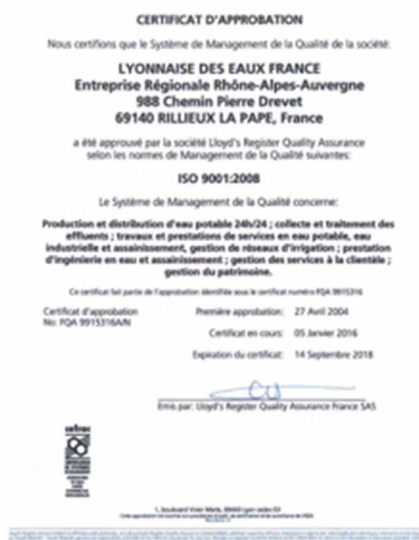 CERTIFICAT D'APPROBATION
Nous certifions que le Système de Management de la Qualité de la société:
LYONNAISE DES EAUX FRANCE
Entreprise Régionale Rhône-Alpes-Auvergne
988 Chemin Pierre Drevet
69140 RILLIEUX LA PAPE, France
a été approuvé par la société Lloyd's Register Quality Assurance
selon les normes de Management de la Qualité suivantes:
ISO 9001:2008
Le Système de Management de la Qualité concerne:
Production et distribution d'eau potable 24h/24 ; collecte et traitement des
effluents ; travaux et prestations de services en eau potable, eau
industrielle et assainissement, gestion de réseaux d'irrigation ; prestation
d'ingénierie en eau et assainissement ; gestion des services à la clientèle ;
gestion du patrimoine.
Ce certificat fait partie de l'approbation identifiée sous le certificat numéro FQA 9915316
Certificat d'approbation
No: FQA 9915316A/N
Première approbation: 27 Avril 2004
Certificat en cours: 05 Janvier 2016
Expiration du certificat: 14 Septembre 2018
Emis par: Lloyd's Register Quality Assurance France SAS
cofrac